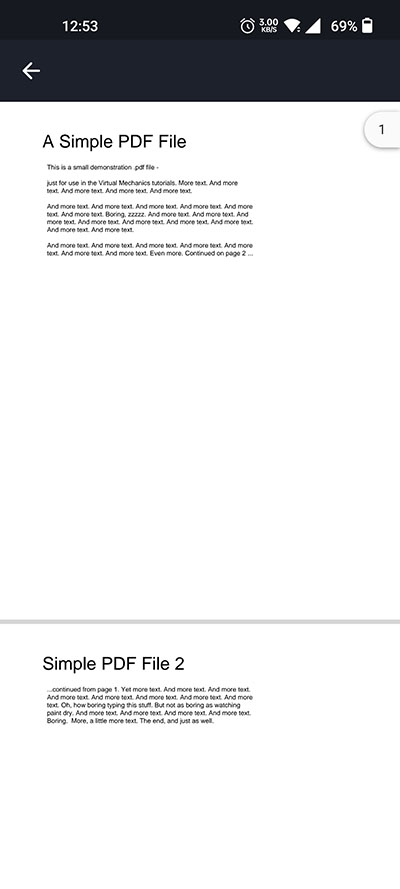 12:53
3.00
KB/S
69%
1
A Simple PDF File
This is a small demonstration .pdf file -
just for use in the Virtual Mechanics tutorials. More text. And more
text. And more text. And more text. And more text.
And more text. And more text. And more text. And more text. And more
text. And more text. Boring, zzzzz. And more text. And more text. And
more text. And more text. And more text. And more text. And more text.
And more text. And more text.
And more text. And more text. And more text. And more text. And more
text. And more text. And more text. Even more. Continued on page 2 ...
Simple PDF File 2
...continued from page 1. Yet more text. And more text. And more text.
And more text. And more text. And more text. And more text. And more
text. Oh, how boring typing this stuff. But not as boring as watching
paint dry. And more text. And more text. And more text. And more text.
Boring.  More, a little more text. The end, and just as well.